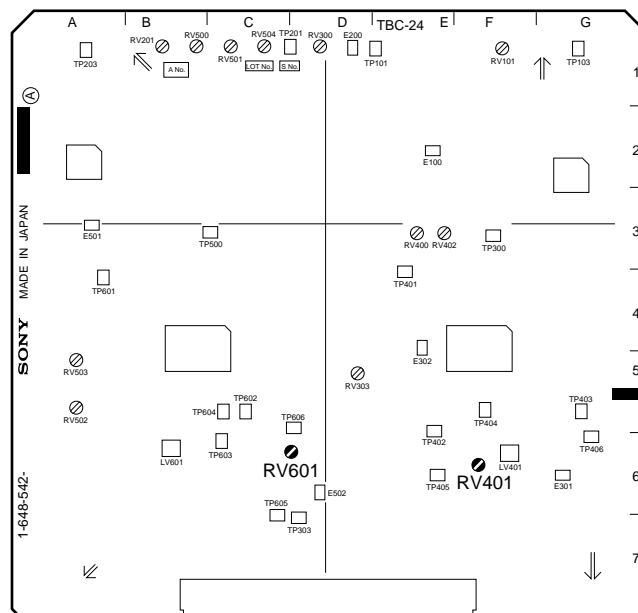 A B C D E F G
TBC-24
RV201 RV500 RV501 RV504 TP201 RV300 E200 TP101 RV101 TP103
TP203
A No. LOT No. S No.
1
A
2
E100
3
E501 TP500 RV400 RV402 TP300
MADE IN JAPAN
TP601 TP401
4
SONY
E302
RV503 RV303
5
RV502 TP604 TP602 TP606 TP404 TP403
TP603 TP402 TP406
LV601 RV601 LV401
TP405 RV401 E301
6
E502
TP605 TP303
1-648-542-
7